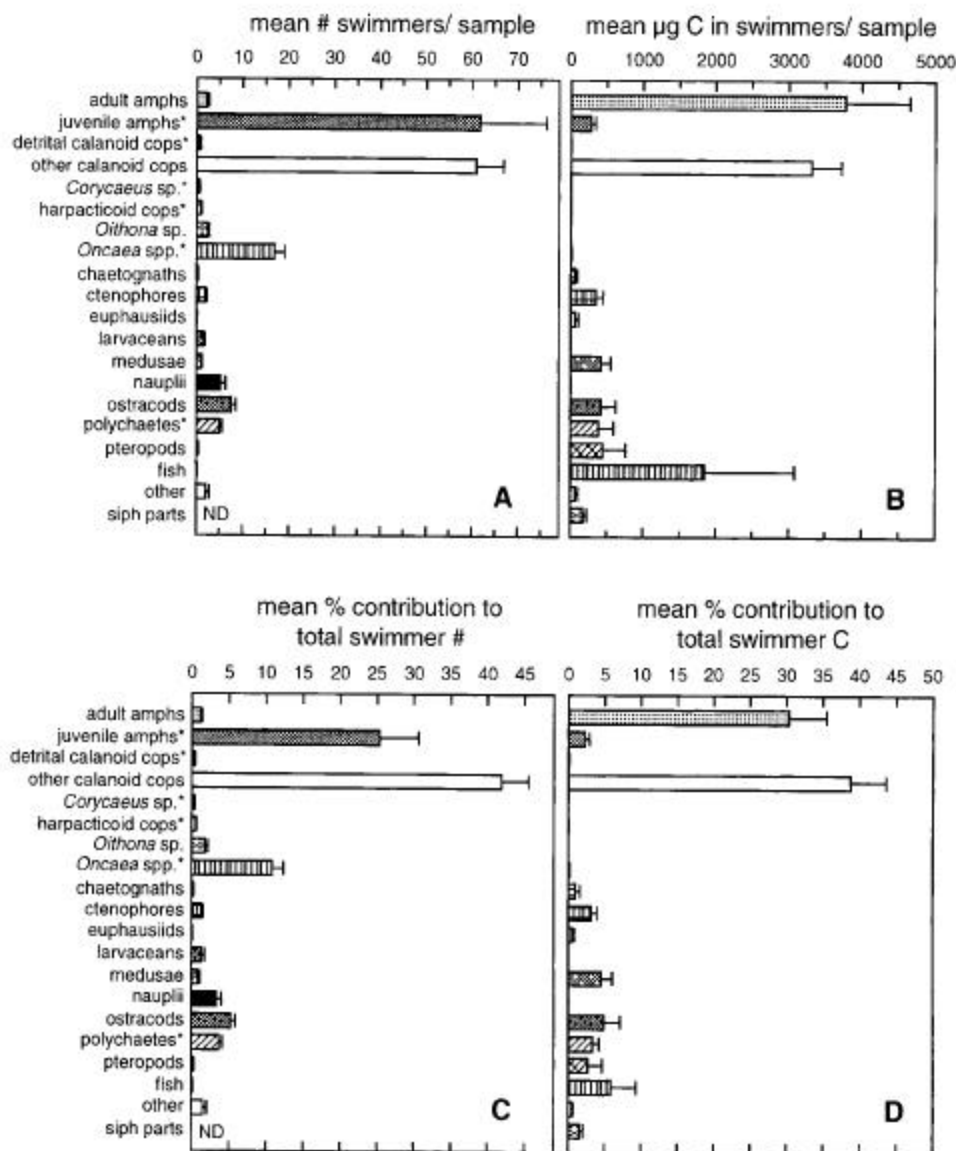 mean # swimmers/ sample
0 10 20 30 40 50 60 70
mean µg C in swimmers/ sample
0 1000 2000 3000 4000 5000
adult amphs
juvenile amphs*
detrital calanoid cops*
other calanoid cops
Corycaeus sp.*
harpacticoid cops*
Oithona sp.
Oncaea spp.*
chaetognaths
ctenophores
euphausiids
larvaceans
medusae
nauplii
ostracods
polychaetes*
pteropods
fish
other
siph parts
ND
A
B
mean % contribution to
total swimmer #
0 5 10 15 20 25 30 35 40 45
mean % contribution to
total swimmer C
0 5 10 15 20 25 30 35 40 45 50
adult amphs
juvenile amphs*
detrital calanoid cops*
other calanoid cops
Corycaeus sp.*
harpacticoid cops*
Oithona sp.
Oncaea spp.*
chaetognaths
ctenophores
euphausiids
larvaceans
medusae
nauplii
ostracods
polychaetes*
pteropods
fish
other
siph parts
ND
C
D